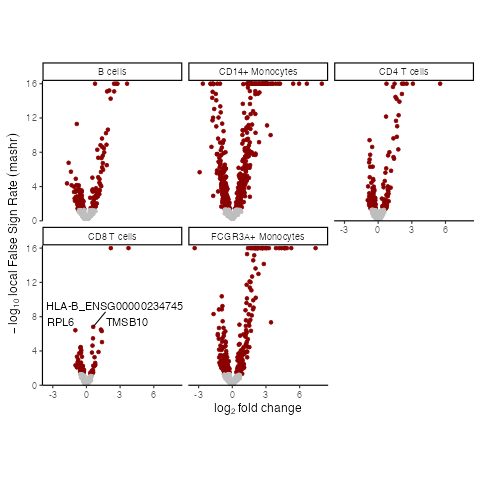 B cells
CD14+ Monocytes
CD4 T cells
16
12
8
4
0
-3 0 3 6
CD8 T cells
FCGR3A+ Monocytes
16
12
8
4
0
HLA-B_ENSG00000234745
RPL6
TMSB10
-3 0 3 6
-3 0 3 6
log2 fold change
−log10 local False Sign Rate (mashr)